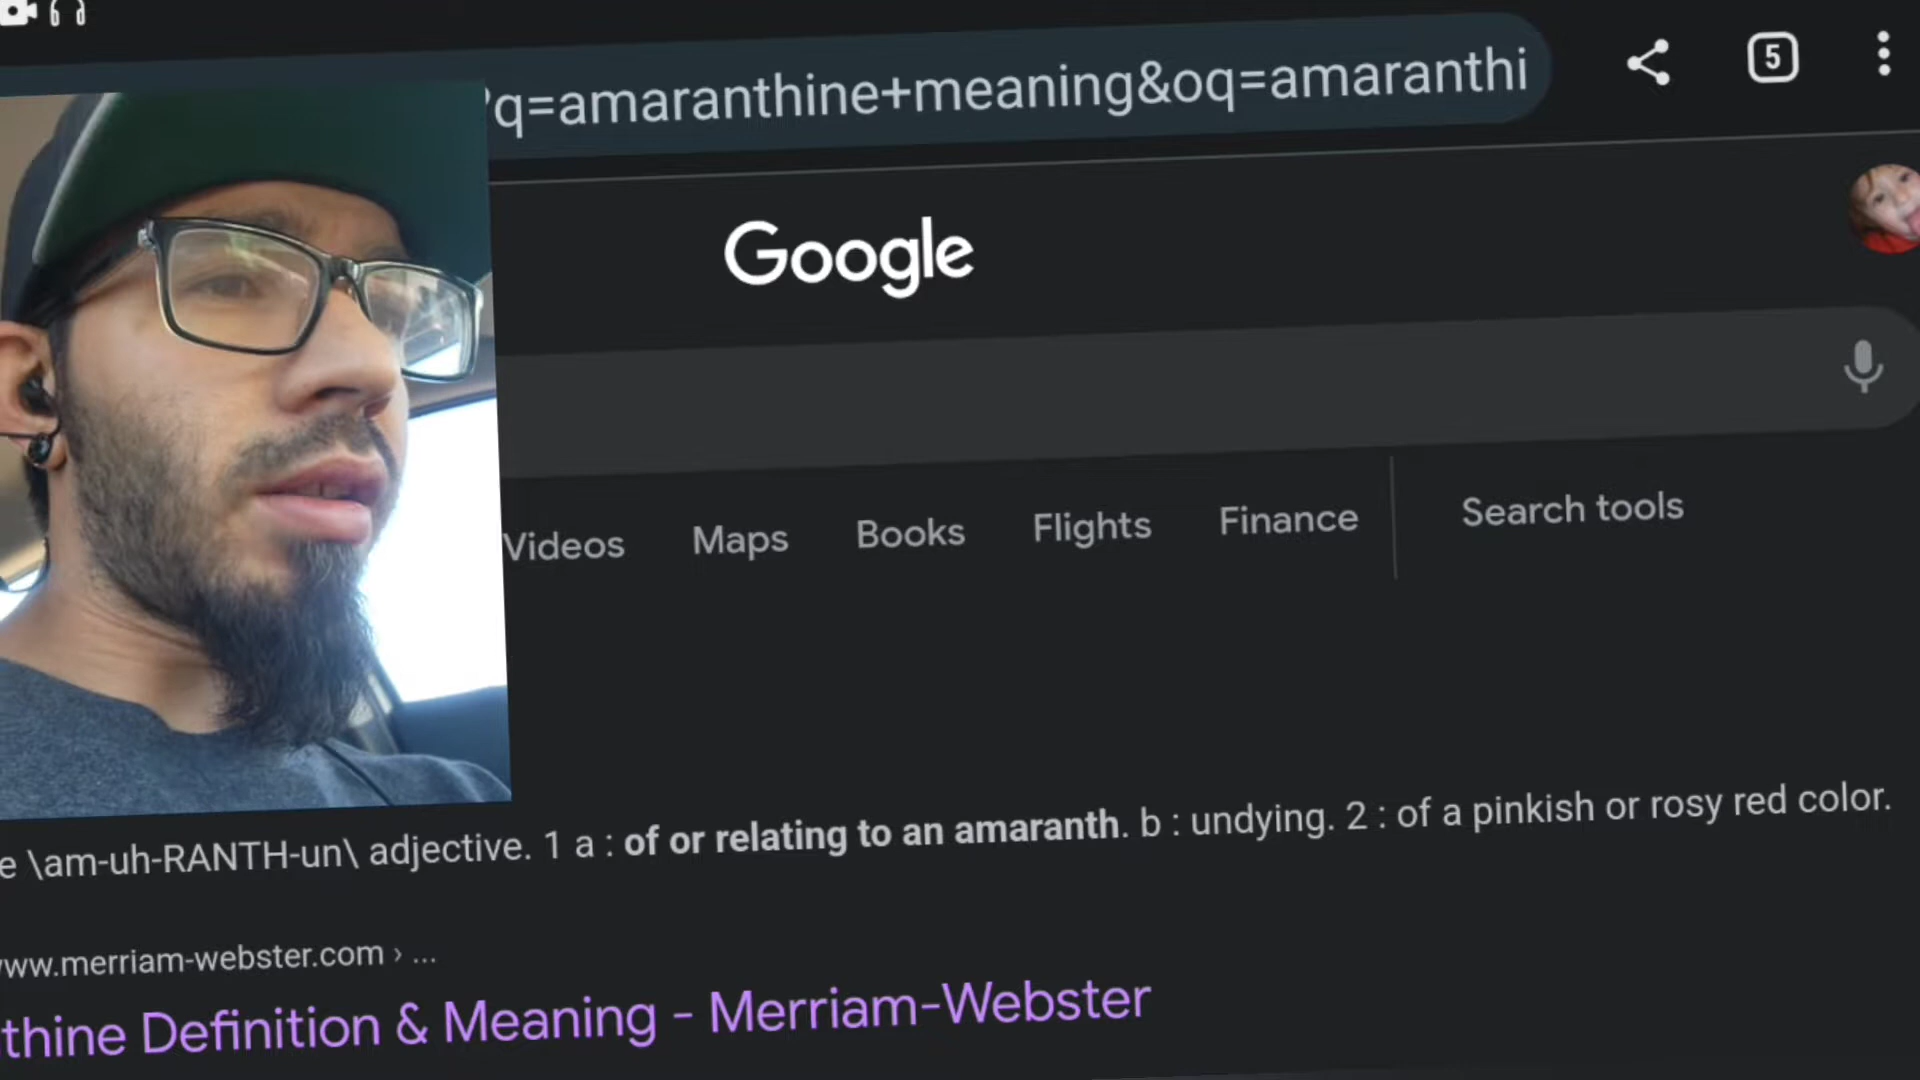 ?q=amaranthine+meaning&oq=amaranthi
5
Google
Videos Maps Books Flights Finance Search tools
e \am-uh-RANTH-un\ adjective. 1 a : of or relating to an amaranth. b : undying. 2 : of a pinkish or rosy red color.
www.merriam-webster.com › ...
thine Definition & Meaning - Merriam-Webster